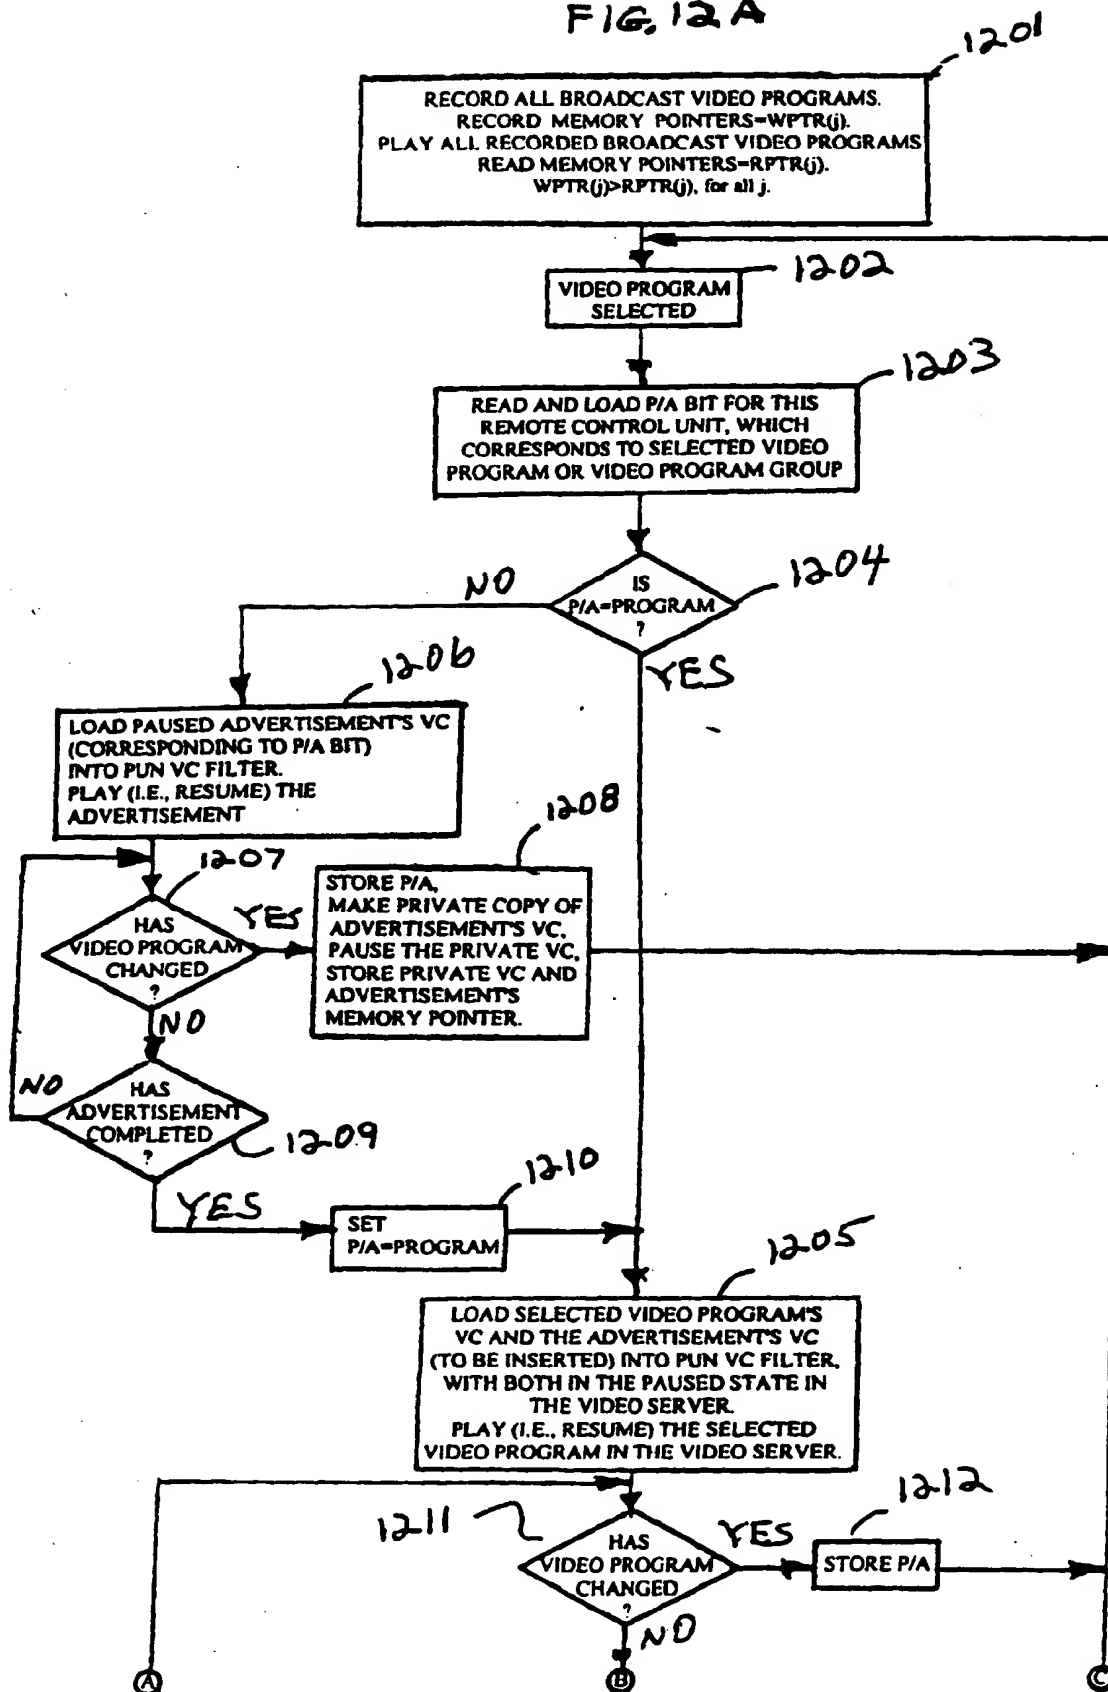 FIG. 12A
1201
RECORD ALL BROADCAST VIDEO PROGRAMS.
RECORD MEMORY POINTERS=WPTR(j).
PLAY ALL RECORDED BROADCAST VIDEO PROGRAMS
READ MEMORY POINTERS=RPTR(j).
WPTR(j)>RPTR(j), for all j.
1202
VIDEO PROGRAM
SELECTED
1203
READ AND LOAD P/A BIT FOR THIS
REMOTE CONTROL UNIT, WHICH
CORRESPONDS TO SELECTED VIDEO
PROGRAM OR VIDEO PROGRAM GROUP
1204
IS
P/A=PROGRAM
?
NO
YES
1206
LOAD PAUSED ADVERTISEMENT'S VC
(CORRESPONDING TO P/A BIT)
INTO PUN VC FILTER.
PLAY (I.E., RESUME) THE
ADVERTISEMENT
1207
HAS
VIDEO PROGRAM
CHANGED
?
YES
NO
1208
STORE P/A,
MAKE PRIVATE COPY OF
ADVERTISEMENT'S VC,
PAUSE THE PRIVATE VC,
STORE PRIVATE VC AND
ADVERTISEMENT'S
MEMORY POINTER.
NO
HAS
ADVERTISEMENT
COMPLETED
?
1209
YES
1210
SET
P/A=PROGRAM
1205
LOAD SELECTED VIDEO PROGRAM'S
VC AND THE ADVERTISEMENT'S VC
(TO BE INSERTED) INTO PUN VC FILTER,
WITH BOTH IN THE PAUSED STATE IN
THE VIDEO SERVER.
PLAY (I.E., RESUME) THE SELECTED
VIDEO PROGRAM IN THE VIDEO SERVER.
1211
HAS
VIDEO PROGRAM
CHANGED
?
YES
1212
STORE P/A
NO
A
B
C